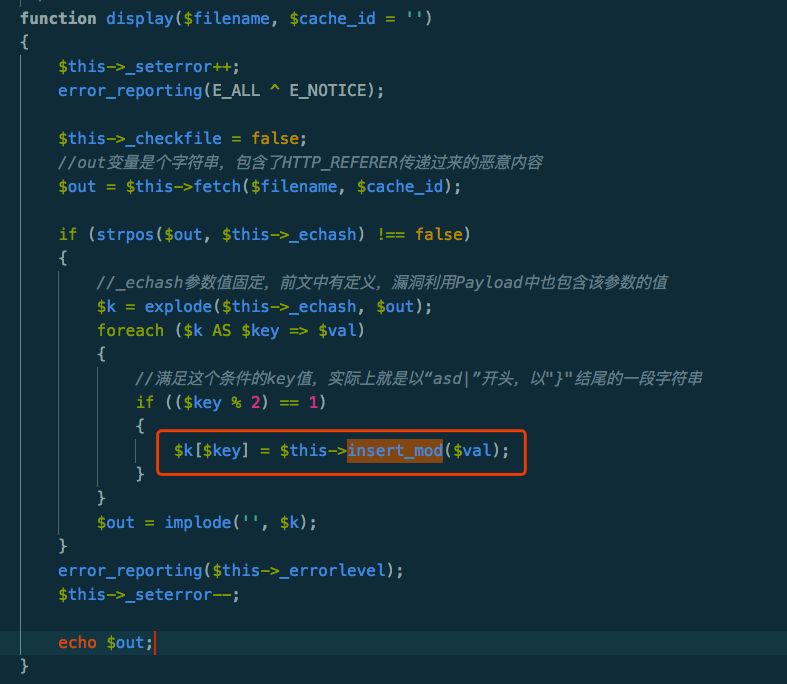 function display($filename, $cache_id = '')
{
$this->_seterror++;
error_reporting(E_ALL ^ E_NOTICE);
$this->_checkfile = false;
//out变量是个字符串，包含了HTTP_REFERER传递过来的恶意内容
$out = $this->fetch($filename, $cache_id);
if (strpos($out, $this->_echash) !== false)
{
//_echash参数值固定，前文中有定义，漏洞利用Payload中也包含该参数的值
$k = explode($this->_echash, $out);
foreach ($k AS $key => $val)
{
//满足这个条件的key值，实际上就是以“asd|”开头，以"}"结尾的一段字符串
if (($key % 2) == 1)
{
$k[$key] = $this->insert_mod($val);
}
}
$out = implode('', $k);
}
error_reporting($this->_errorlevel);
$this->_seterror--;
echo $out;
}